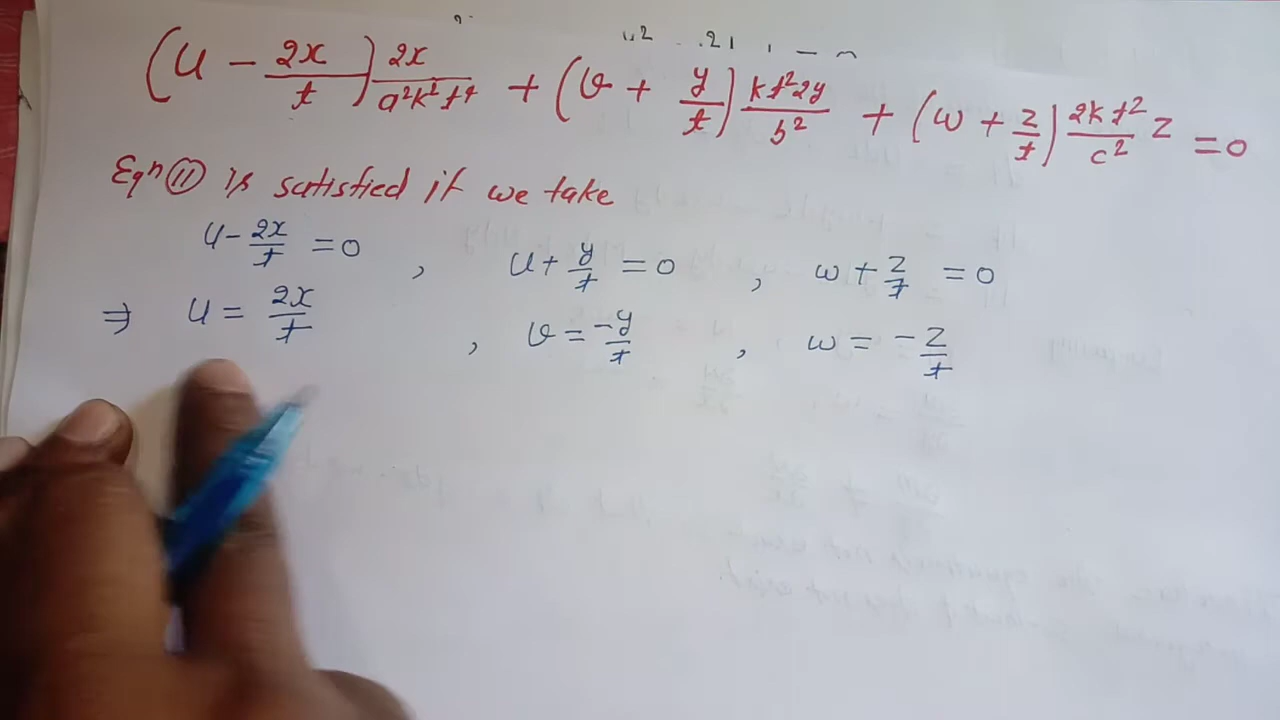 (u - 2x/t) 2x/a²k²t⁴ + (v + y/t) kt²2y/b² + (w + z/t) 2kt²/c² z = 0
Eqⁿ ⑪ is satisfied if we take
u - 2x/t = 0 , u + y/t = 0 , w + z/t = 0
⇒ u = 2x/t , v = -y/t , w = -z/t